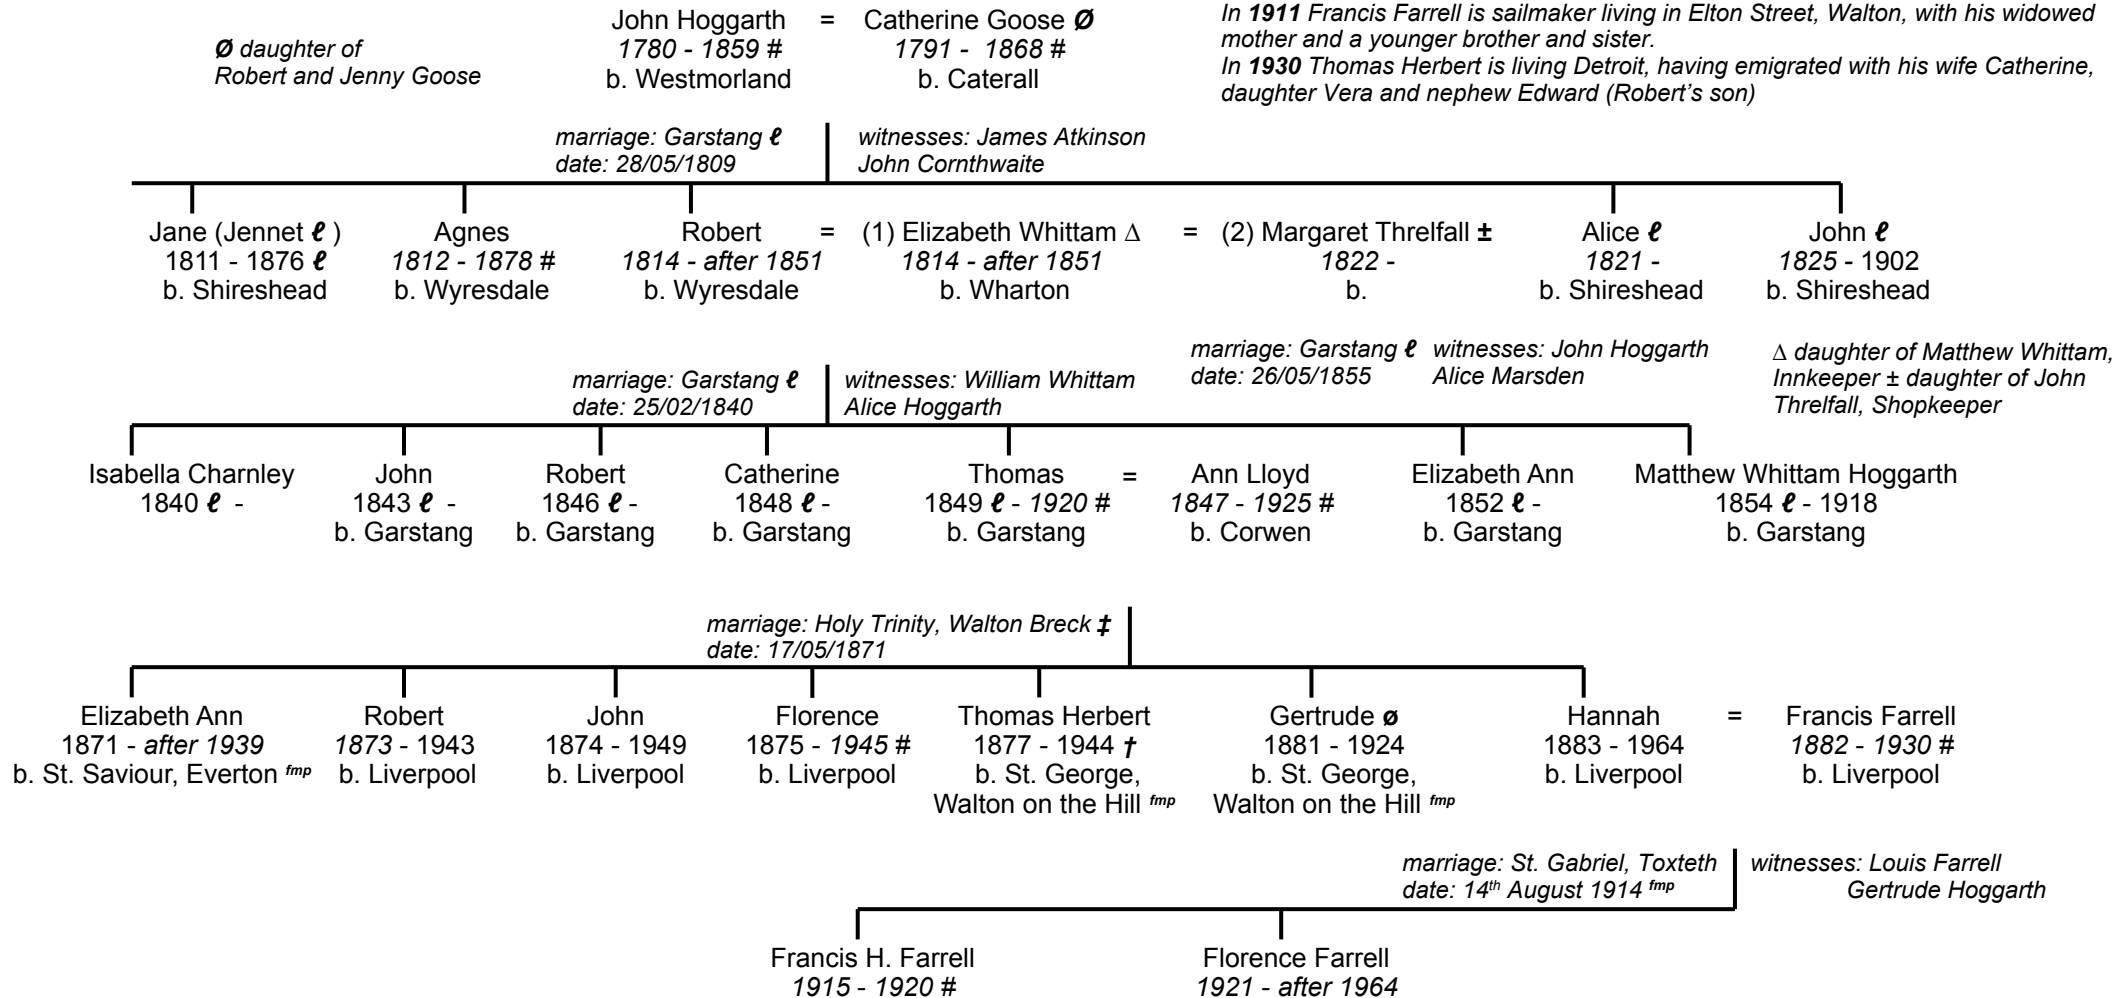 John Hoggarth = Catherine Goose Ø
1780 - 1859 # 1791 - 1868 #
b. Westmorland b. Caterall
Ø daughter of
Robert and Jenny Goose
In 1911 Francis Farrell is sailmaker living in Elton Street, Walton, with his widowed
mother and a younger brother and sister.
In 1930 Thomas Herbert is living Detroit, having emigrated with his wife Catherine,
daughter Vera and nephew Edward (Robert's son)
marriage: Garstang ℓ witnesses: James Atkinson
date: 28/05/1809 John Cornthwaite
Jane (Jennet ℓ ) Agnes Robert = (1) Elizabeth Whittam Δ = (2) Margaret Threlfall ± Alice ℓ John ℓ
1811 - 1876 ℓ 1812 - 1878 # 1814 - after 1851 1814 - after 1851 1822 - 1821 - 1825 - 1902
b. Shireshead b. Wyresdale b. Wyresdale b. Wharton b. b. Shireshead b. Shireshead
marriage: Garstang ℓ witnesses: John Hoggarth
date: 26/05/1855 Alice Marsden
Δ daughter of Matthew Whittam,
Innkeeper ± daughter of John
Threlfall, Shopkeeper
marriage: Garstang ℓ witnesses: William Whittam
date: 25/02/1840 Alice Hoggarth
Isabella Charnley John Robert Catherine Thomas = Ann Lloyd Elizabeth Ann Matthew Whittam Hoggarth
1840 ℓ - 1843 ℓ - 1846 ℓ - 1848 ℓ - 1849 ℓ - 1920 # 1847 - 1925 # 1852 ℓ - 1854 ℓ - 1918
b. Garstang b. Garstang b. Garstang b. Garstang b. Corwen b. Garstang b. Garstang
marriage: Holy Trinity, Walton Breck ‡
date: 17/05/1871
Elizabeth Ann Robert John Florence Thomas Herbert Gertrude ø Hannah = Francis Farrell
1871 - after 1939 1873 - 1943 1874 - 1949 1875 - 1945 # 1877 - 1944 † 1881 - 1924 1883 - 1964 1882 - 1930 #
b. St. Saviour, Everton fmp b. Liverpool b. Liverpool b. Liverpool b. St. George, b. St. George, b. Liverpool b. Liverpool
Walton on the Hill fmp Walton on the Hill fmp
marriage: St. Gabriel, Toxteth witnesses: Louis Farrell
date: 14th August 1914 fmp Gertrude Hoggarth
Francis H. Farrell Florence Farrell
1915 - 1920 # 1921 - after 1964